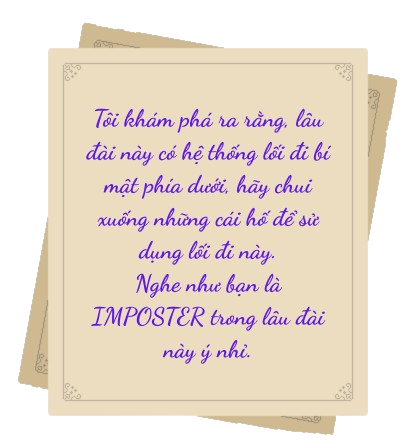 Tôi khám phá ra rằng, lâu
đài này có hệ thống lối đi bí
mật phía dưới, hãy chui
xuống những cái hố để sử
dụng lối đi này.
Nghe như bạn là
IMPOSTER trong lâu đài
này ý nhỉ.